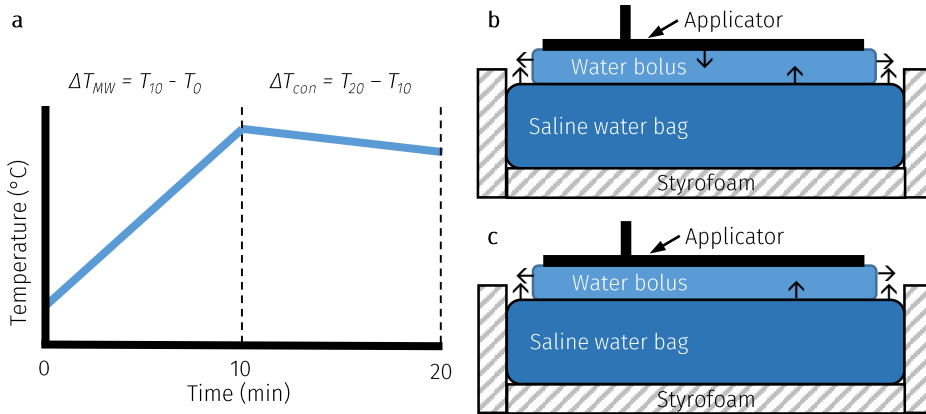 a
ΔT_MW = T_10 - T_0
ΔT_con = T_20 – T_10
Temperature (°C)
0
10
20
Time (min)
b
Applicator
Water bolus
Saline water bag
Styrofoam
c
Applicator
Water bolus
Saline water bag
Styrofoam